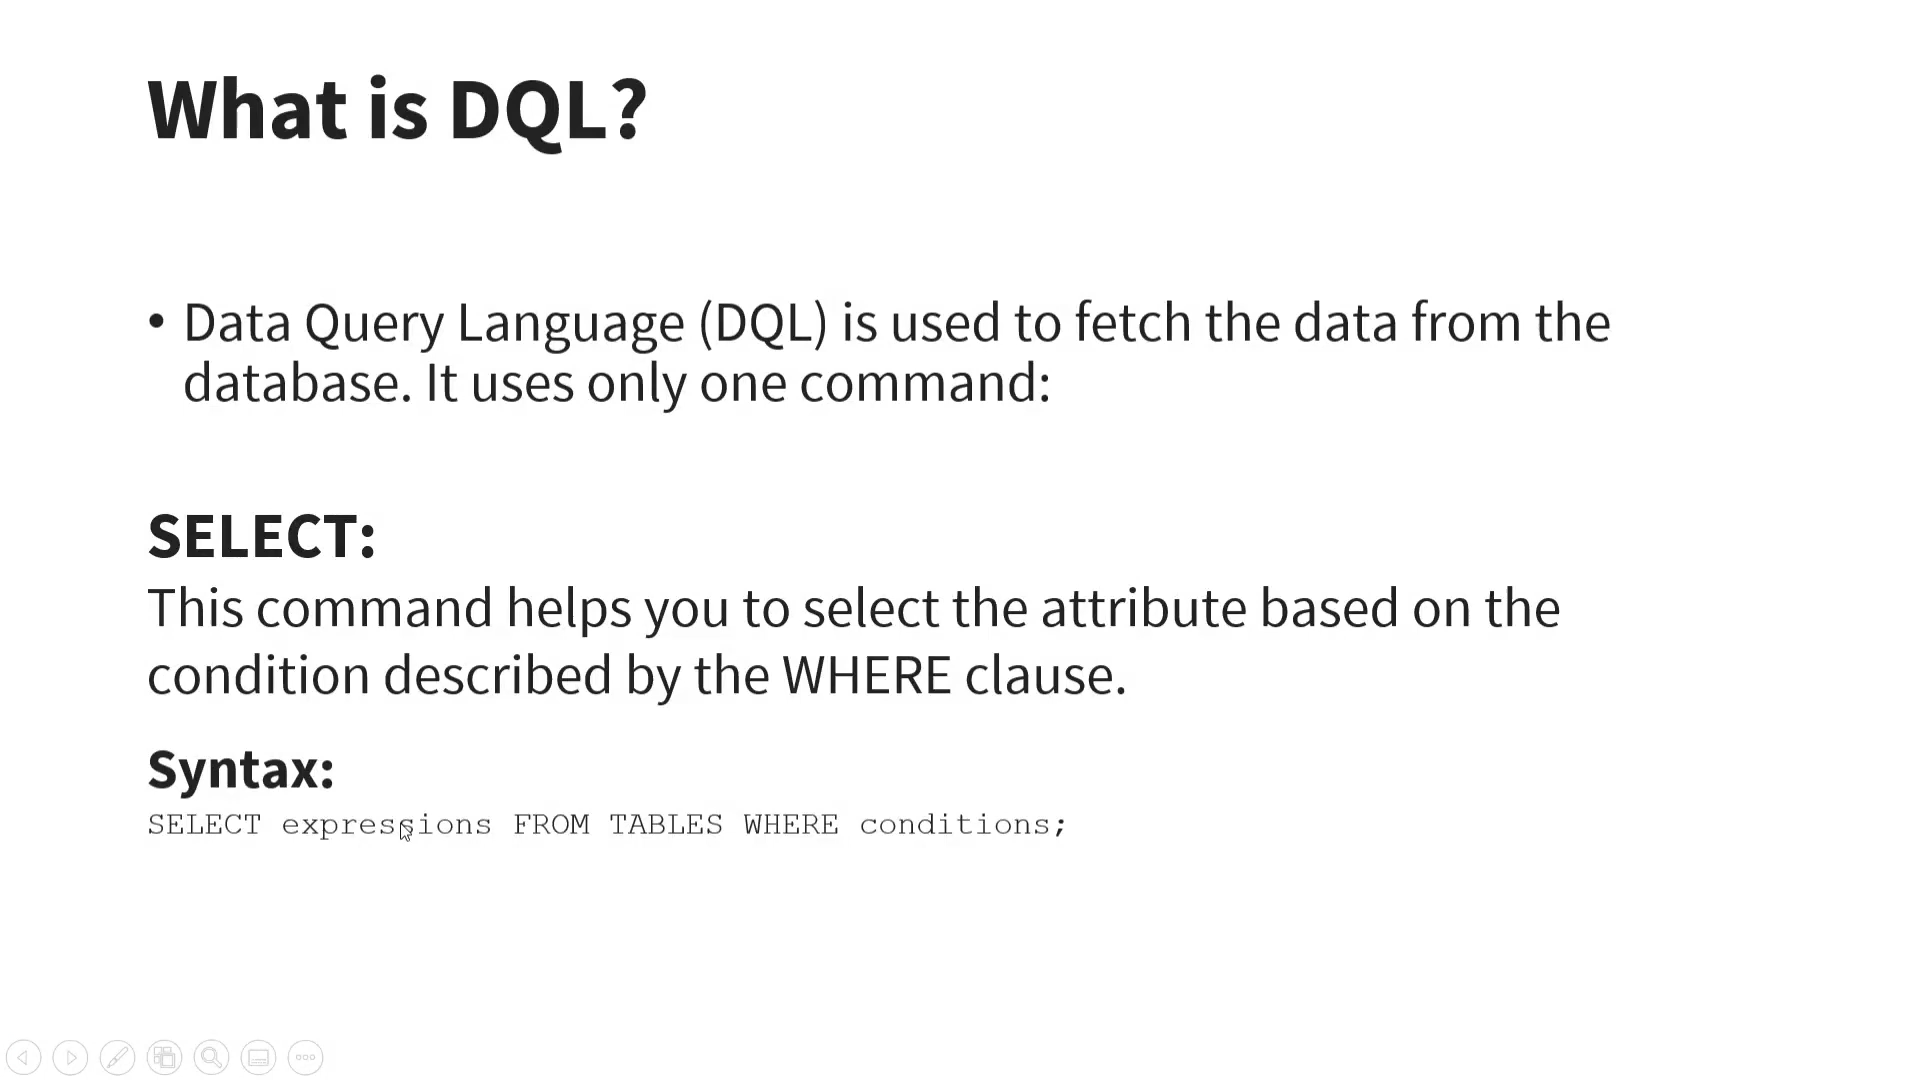 What is DQL?
• Data Query Language (DQL) is used to fetch the data from the
database. It uses only one command:
SELECT:
This command helps you to select the attribute based on the
condition described by the WHERE clause.
Syntax:
SELECT expressions FROM TABLES WHERE conditions;